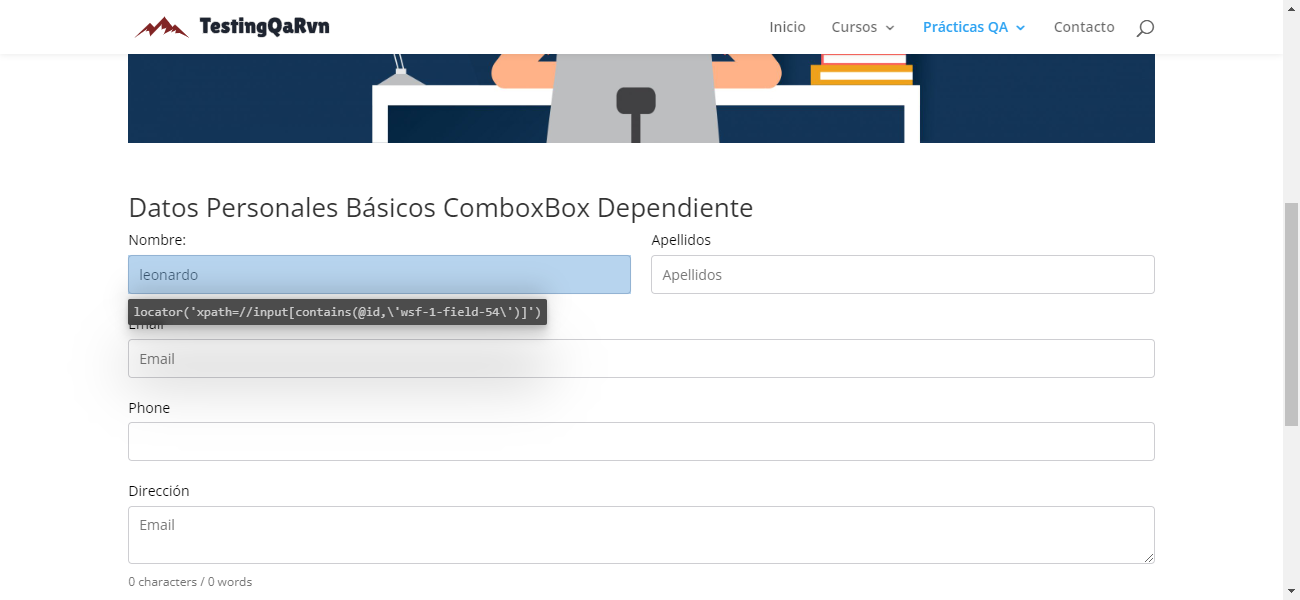 TestingQaRvn
Inicio Cursos Prácticas QA Contacto
Datos Personales Básicos ComboxBox Dependiente
Nombre: Apellidos
leonardo Apellidos
locator('xpath=//input[contains(@id,\'wsf-1-field-54\')]')
Email
Email
Phone
Dirección
Email
0 characters / 0 words